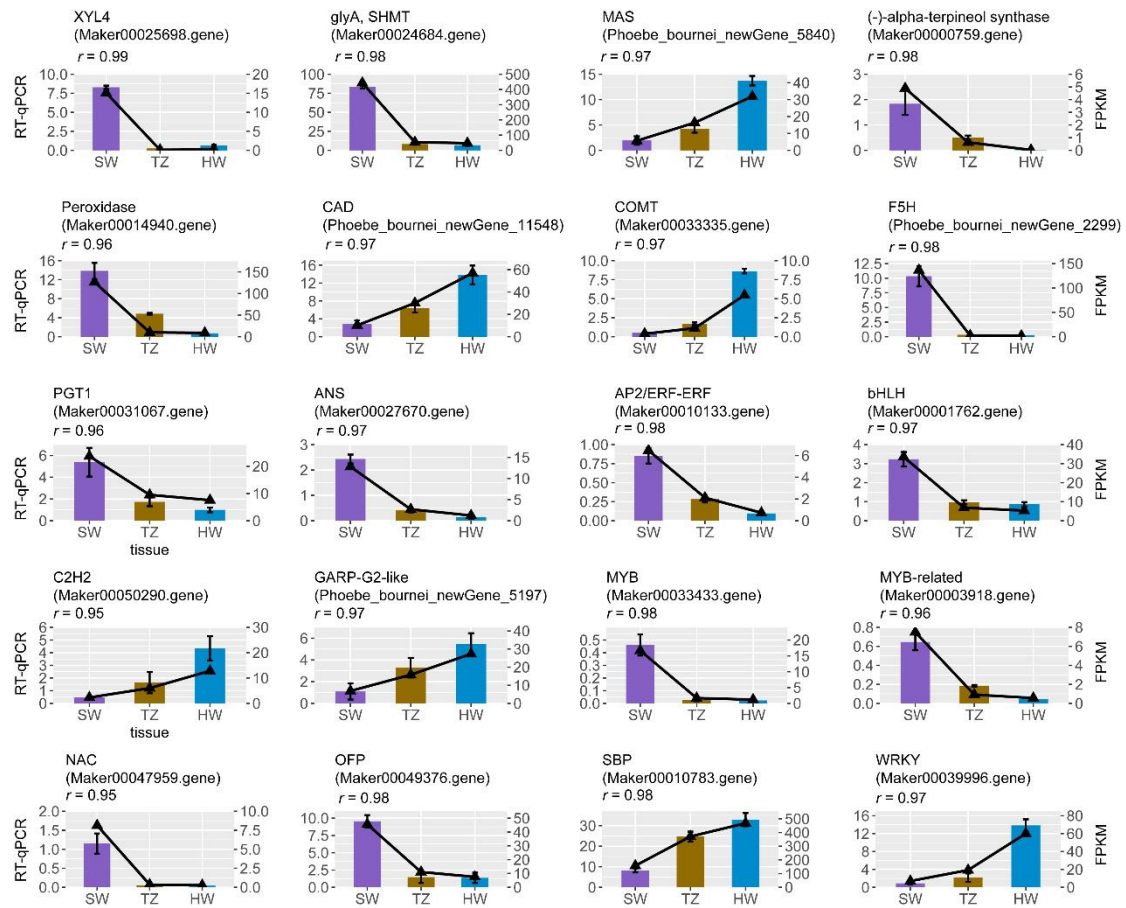 XYL4
(Maker00025698.gene)
r = 0.99
RT-qPCR
10.0
7.5
5.0
2.5
0.0
20
15
10
5
0
SW TZ HW
glyA, SHMT
(Maker00024684.gene)
r = 0.98
100
75
50
25
0
500
400
300
200
100
0
SW TZ HW
MAS
(Phoebe_bournei_newGene_5840)
r = 0.97
15
10
5
0
40
30
20
10
0
SW TZ HW
(-)-alpha-terpineol synthase
(Maker00000759.gene)
r = 0.98
3
2
1
0
6
5
4
3
2
1
0
FPKM
SW TZ HW
Peroxidase
(Maker00014940.gene)
r = 0.96
RT-qPCR
16
12
8
4
0
150
100
50
0
SW TZ HW
CAD
(Phoebe_bournei_newGene_11548)
r = 0.97
16
12
8
4
0
60
40
20
0
SW TZ HW
COMT
(Maker00033335.gene)
r = 0.97
10.0
7.5
5.0
2.5
0.0
10.0
7.5
5.0
2.5
0.0
SW TZ HW
F5H
(Phoebe_bournei_newGene_2299)
r = 0.98
12.5
10.0
7.5
5.0
2.5
0.0
150
100
50
0
FPKM
SW TZ HW
PGT1
(Maker00031067.gene)
r = 0.96
RT-qPCR
6
4
2
0
20
10
0
SW TZ HW
tissue
ANS
(Maker00027670.gene)
r = 0.97
3
2
1
0
15
10
5
0
SW TZ HW
AP2/ERF-ERF
(Maker00010133.gene)
r = 0.98
1.00
0.75
0.50
0.25
0.00
6
4
2
0
SW TZ HW
bHLH
(Maker00001762.gene)
r = 0.97
4
3
2
1
0
40
30
20
10
0
FPKM
SW TZ HW
C2H2
(Maker00050290.gene)
r = 0.95
RT-qPCR
6
5
4
3
2
1
0
30
20
10
0
SW TZ HW
tissue
GARP-G2-like
(Phoebe_bournei_newGene_5197)
r = 0.97
6
4
2
0
40
30
20
10
0
SW TZ HW
MYB
(Maker00033433.gene)
r = 0.98
0.5
0.4
0.3
0.2
0.1
0.0
20
15
10
5
0
SW TZ HW
MYB-related
(Maker00003918.gene)
r = 0.96
0.8
0.6
0.4
0.2
0.0
8
6
4
2
0
FPKM
SW TZ HW
NAC
(Maker00047959.gene)
r = 0.95
RT-qPCR
2.0
1.5
1.0
0.5
0.0
10.0
7.5
5.0
2.5
0.0
SW TZ HW
OFP
(Maker00049376.gene)
r = 0.98
10.0
7.5
5.0
2.5
0.0
50
40
30
20
10
0
SW TZ HW
SBP
(Maker00010783.gene)
r = 0.98
30
20
10
0
500
400
300
200
100
0
SW TZ HW
WRKY
(Maker00039996.gene)
r = 0.97
16
12
8
4
0
80
60
40
20
0
FPKM
SW TZ HW